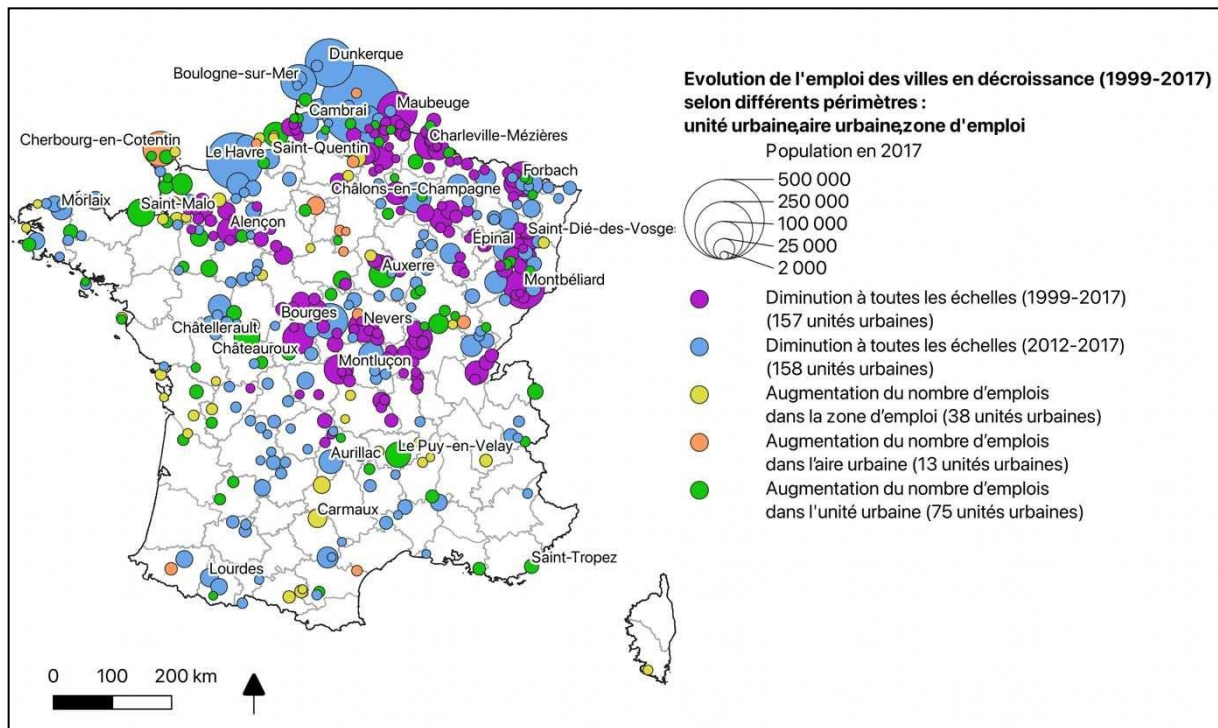 Dunkerque
Boulogne-sur-Mer
Maubeuge
Cambrai
Charleville-Mézières
Cherbourg-en-Cotentin
Saint-Quentin
Le Havre
Forbach
Châlons-en-Champagne
Morlaix
Saint-Malo
Alençon
Saint-Dié-des-Vosges
Épinal
Auxerre
Montbéliard
Bourges
Nevers
Châtellerault
Châteauroux
Montluçon
Le Puy-en-Velay
Aurillac
Carmaux
Saint-Tropez
Lourdes
0 100 200 km
Evolution de l'emploi des villes en décroissance (1999-2017)
selon différents périmètres :
unité urbaine,aire urbaine,zone d'emploi
Population en 2017
500 000
250 000
100 000
25 000
2 000
Diminution à toutes les échelles (1999-2017)
(157 unités urbaines)
Diminution à toutes les échelles (2012-2017)
(158 unités urbaines)
Augmentation du nombre d’emplois
dans la zone d’emploi (38 unités urbaines)
Augmentation du nombre d’emplois
dans l’aire urbaine (13 unités urbaines)
Augmentation du nombre d’emplois
dans l'unité urbaine (75 unités urbaines)